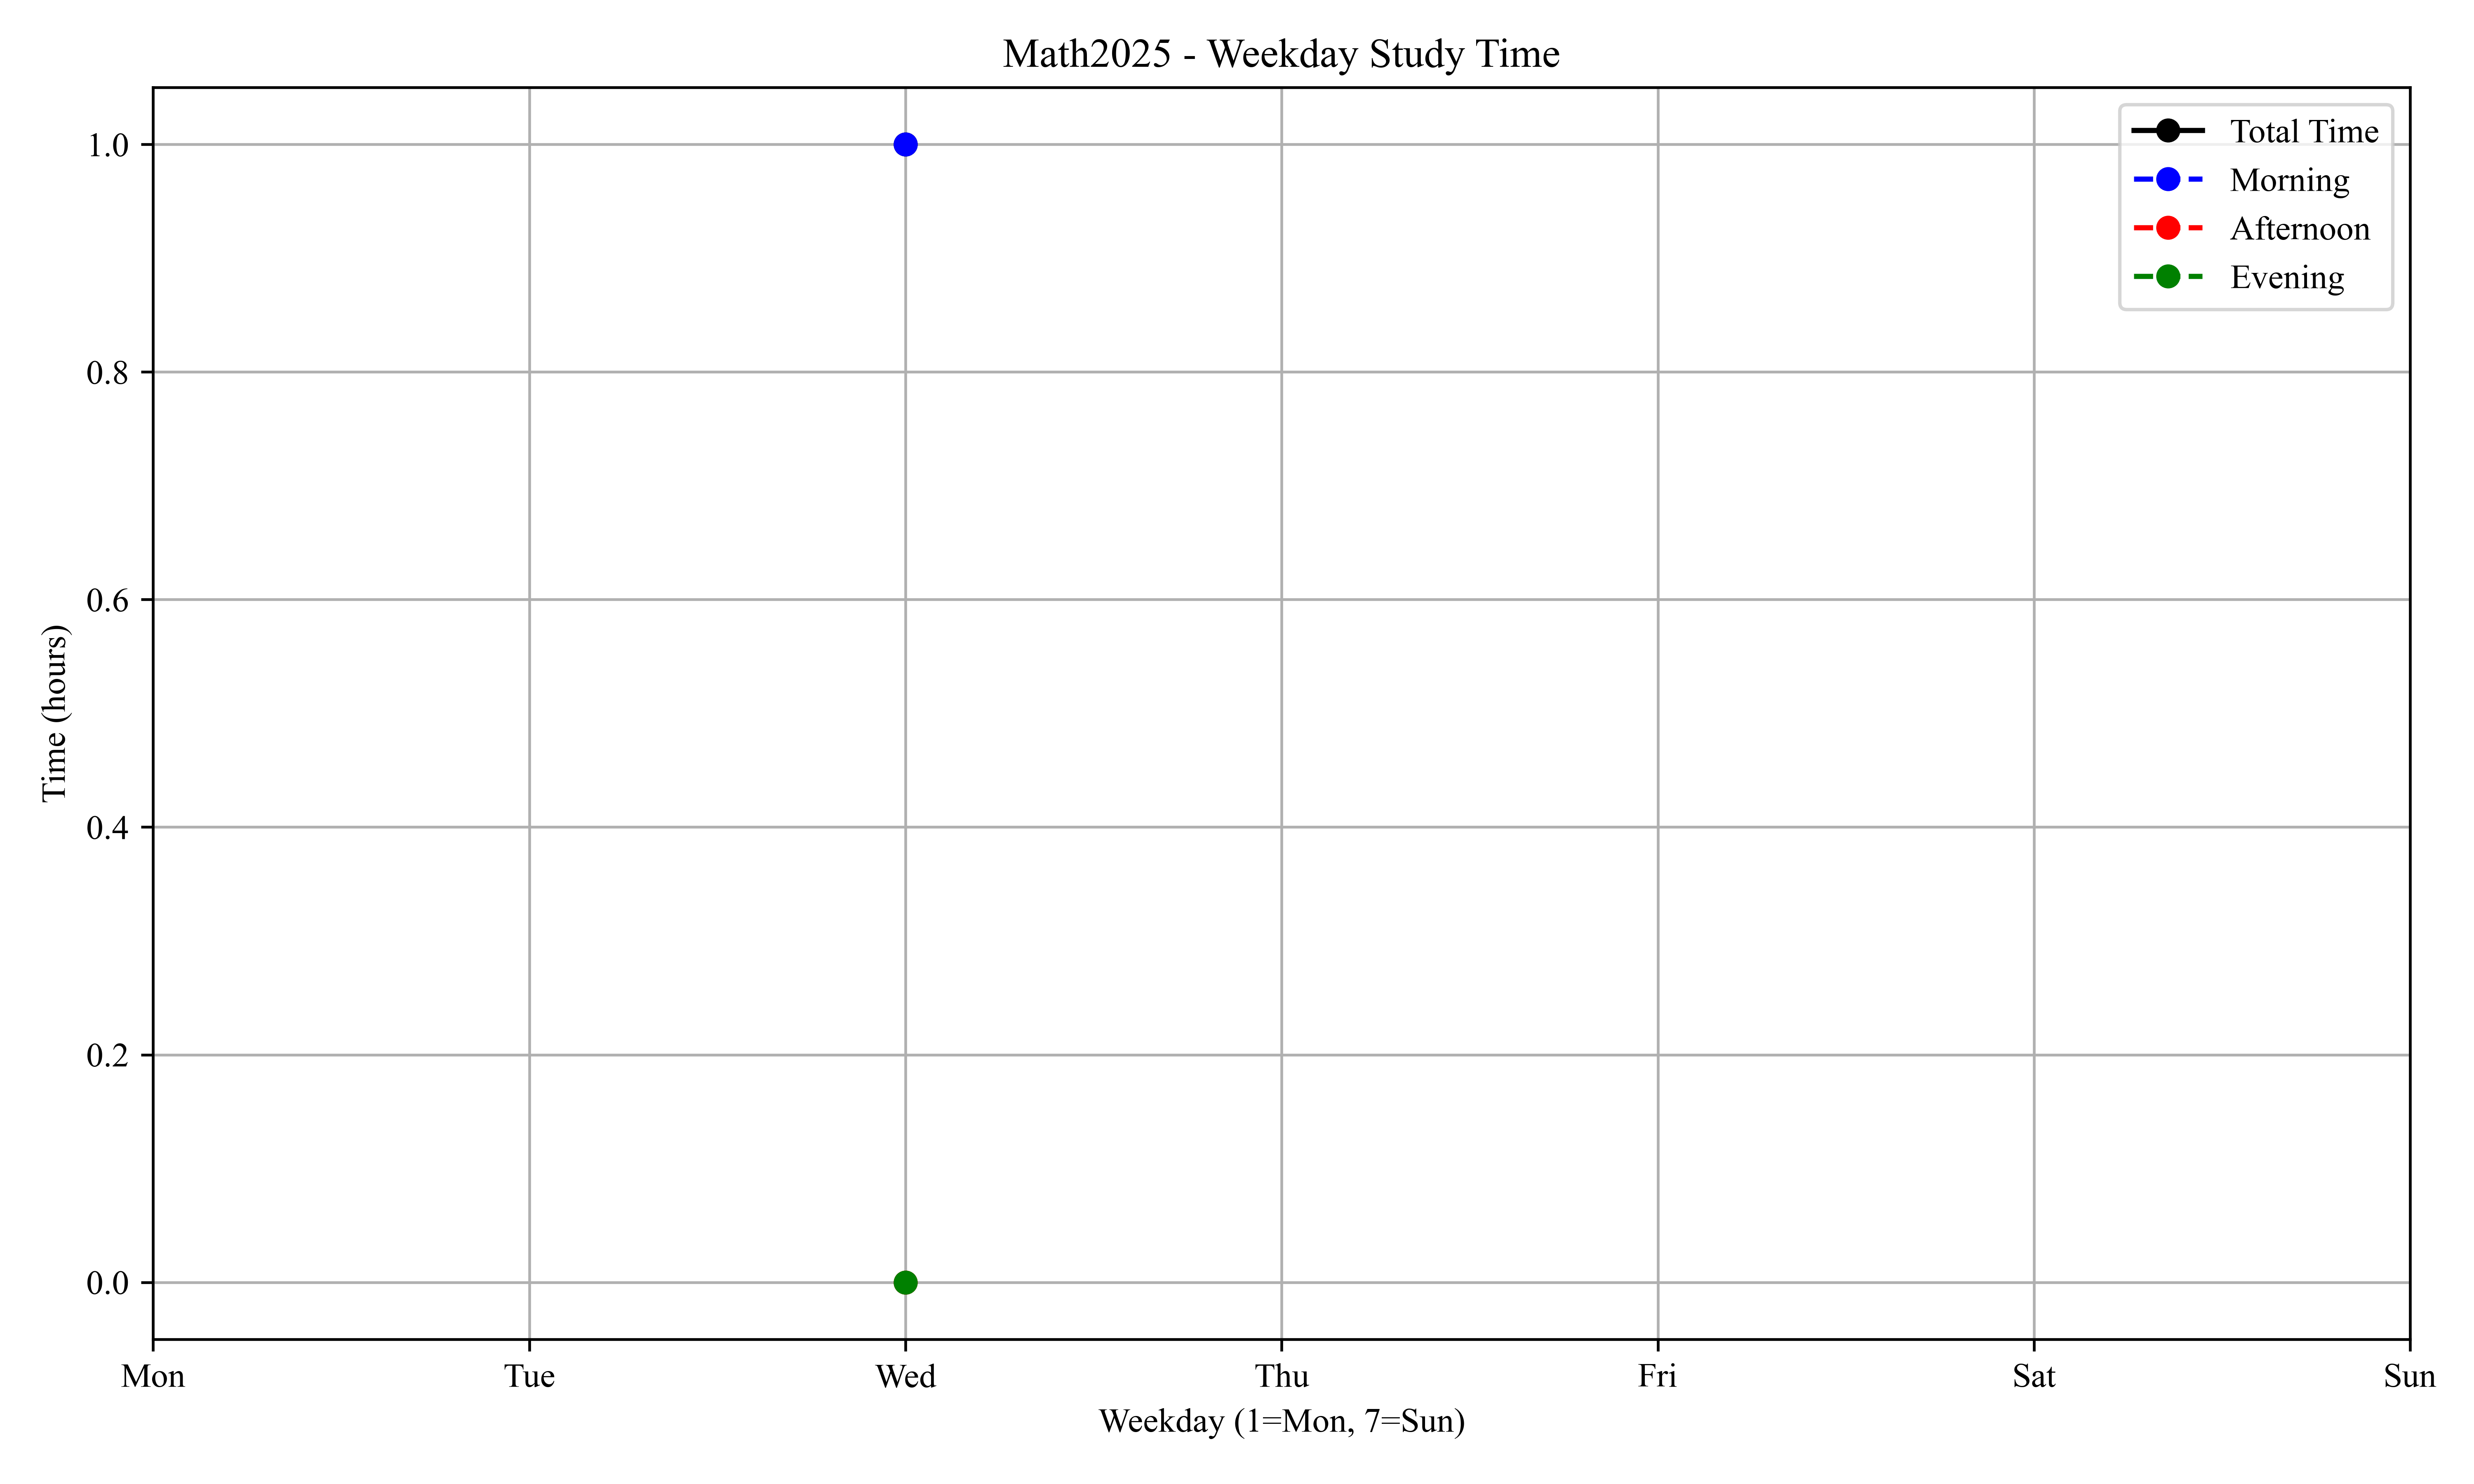 Math2025 - Weekday Study Time
Total Time
Morning
Afternoon
Evening
1.0
0.8
0.6
0.4
0.2
0.0
Time (hours)
Mon Tue Wed Thu Fri Sat Sun
Weekday (1=Mon, 7=Sun)